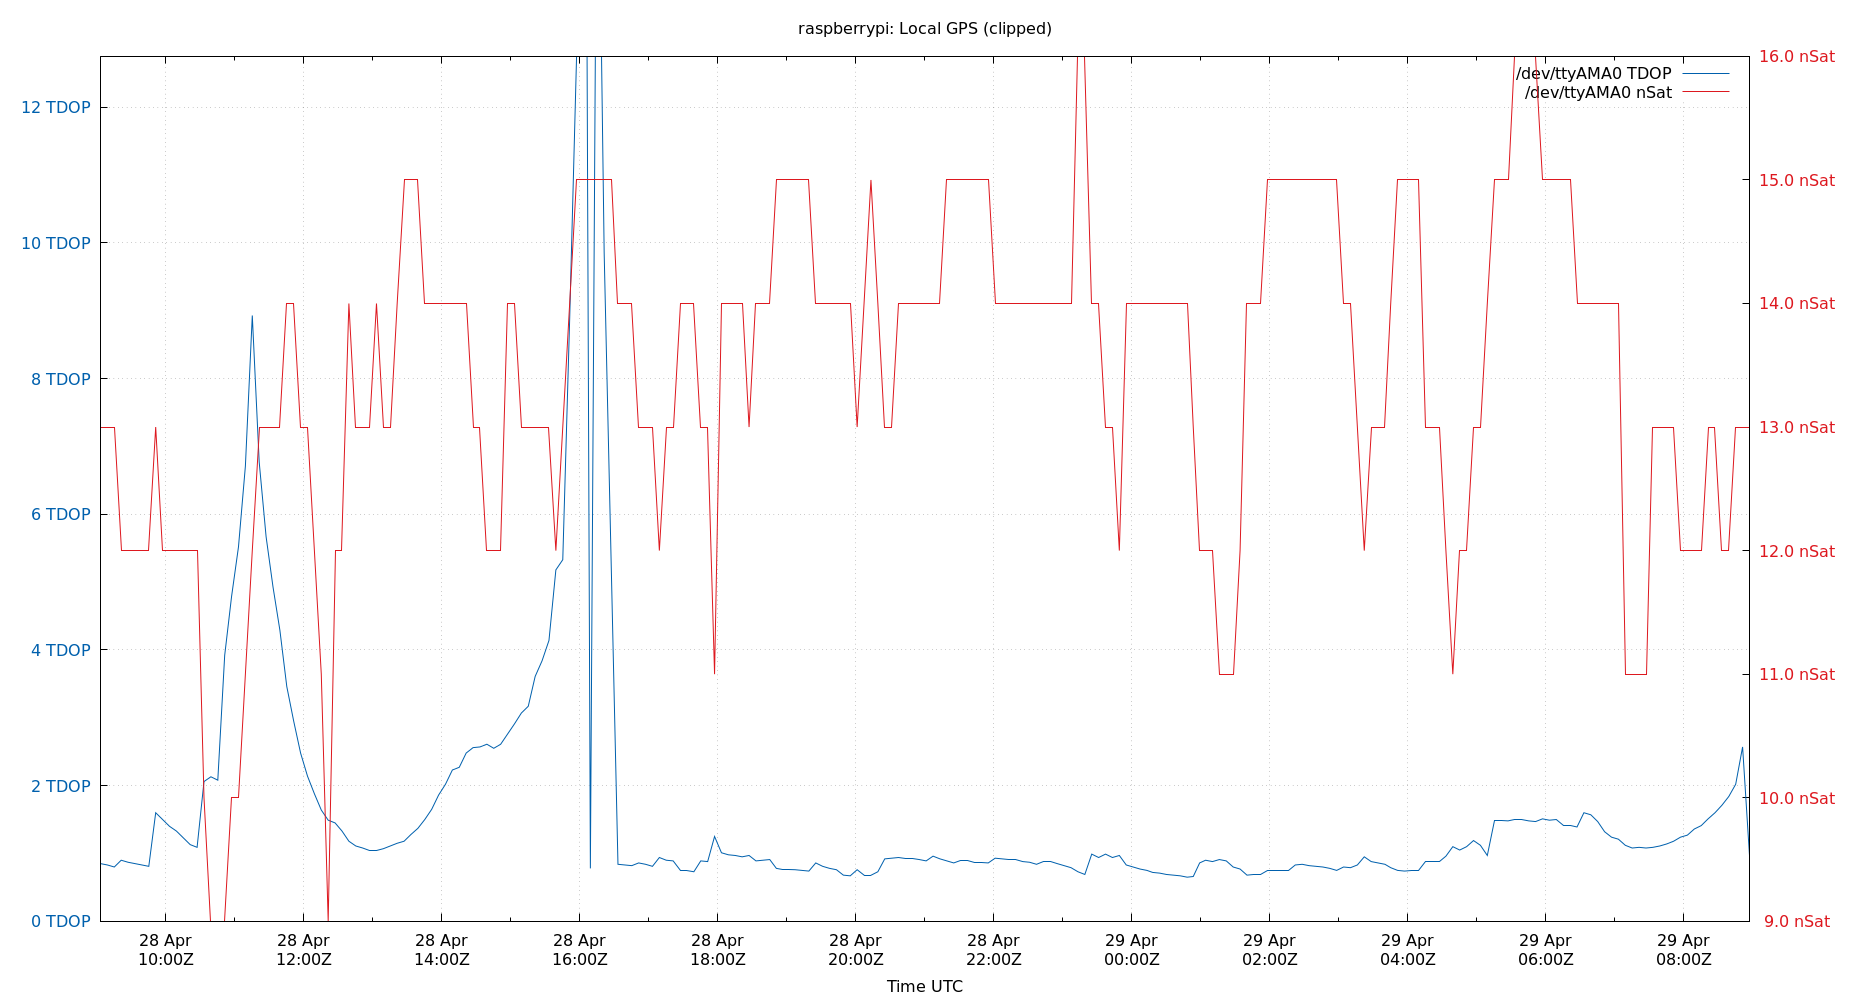 raspberrypi: Local GPS (clipped)
/dev/ttyAMA0 TDOP
/dev/ttyAMA0 nSat
12 TDOP
10 TDOP
8 TDOP
6 TDOP
4 TDOP
2 TDOP
0 TDOP
16.0 nSat
15.0 nSat
14.0 nSat
13.0 nSat
12.0 nSat
11.0 nSat
10.0 nSat
9.0 nSat
28 Apr
10:00Z
28 Apr
12:00Z
28 Apr
14:00Z
28 Apr
16:00Z
28 Apr
18:00Z
28 Apr
20:00Z
28 Apr
22:00Z
29 Apr
00:00Z
29 Apr
02:00Z
29 Apr
04:00Z
29 Apr
06:00Z
29 Apr
08:00Z
Time UTC